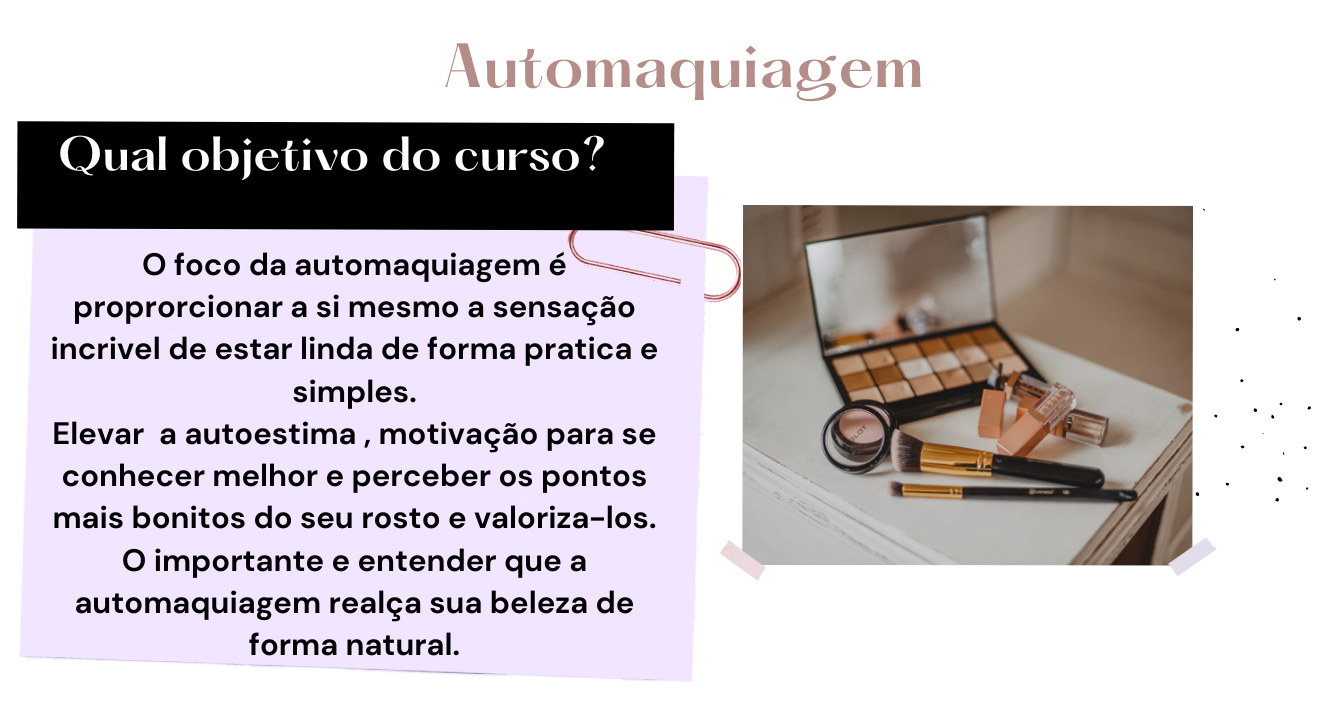 Automaquiagem
Qual objetivo do curso?
O foco da automaquiagem é
proprorcionar a si mesmo a sensação
incrivel de estar linda de forma pratica e
simples.
Elevar  a autoestima , motivação para se
conhecer melhor e perceber os pontos
mais bonitos do seu rosto e valoriza-los.
O importante e entender que a
automaquiagem realça sua beleza de
forma natural.